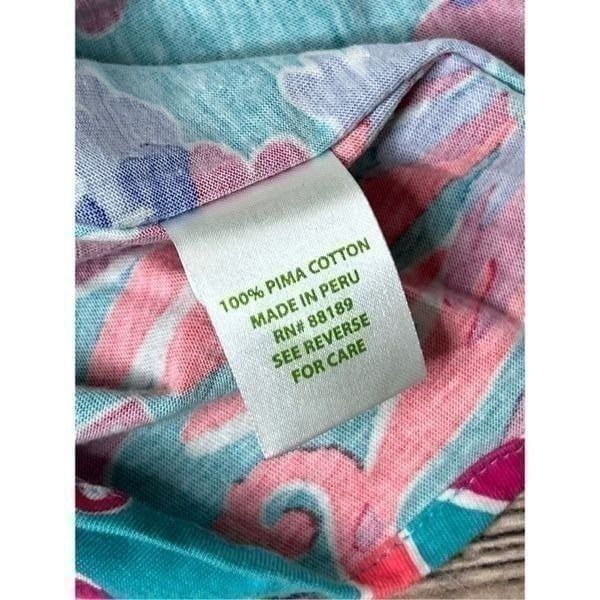 100% PIMA COTTON
MADE IN PERU
RN# 88189
SEE REVERSE
FOR CARE